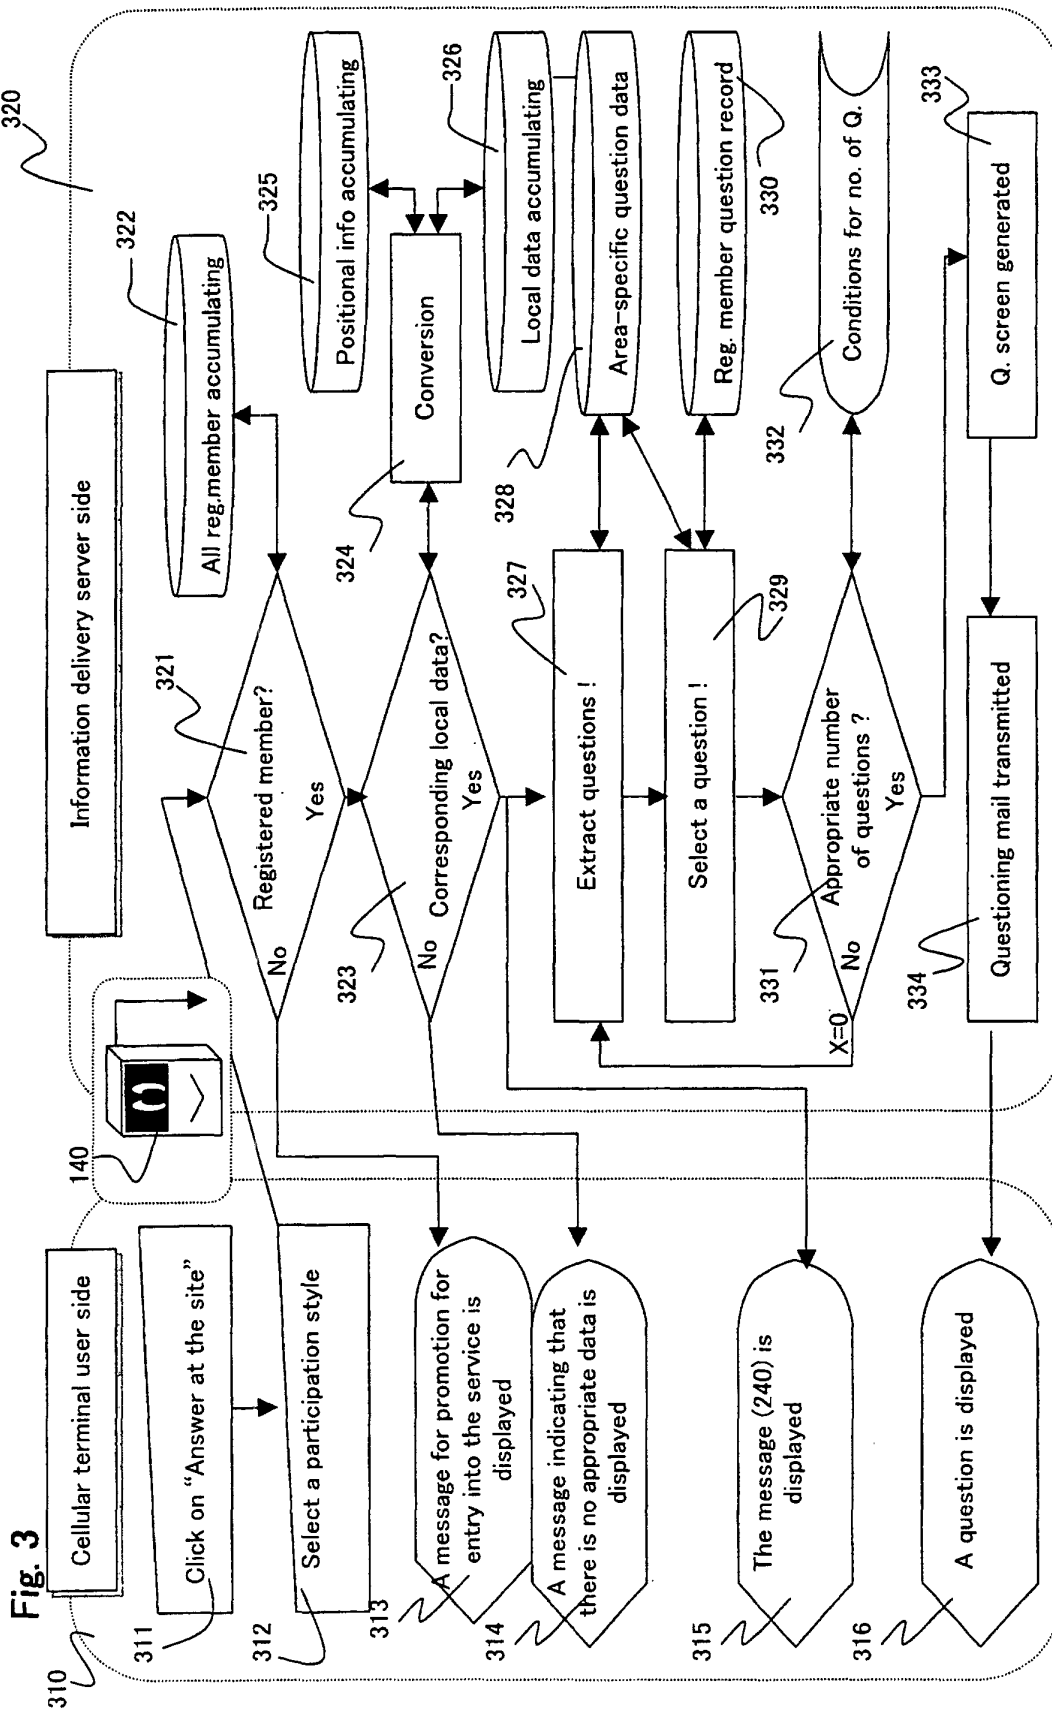 Fig. 3
310
Cellular terminal user side
311
Click on “Answer at the site”
312
Select a participation style
313
A message for promotion for
entry into the service is
displayed
314
A message indicating that
there is no appropriate data is
displayed
315
The message (240) is
displayed
316
A question is displayed
140
320
Information delivery server side
321
Registered member?
No
Yes
322
All reg.member accumulating
323
Corresponding local data?
No
Yes
324
Conversion
325
Positional info accumulating
326
Local data accumulating
327
Extract questions !
328
Area-specific question data
329
Select a question !
330
Reg. member question record
331
Appropriate number
of questions ?
No
Yes
X=0
332
Conditions for no. of Q.
333
Q. screen generated
334
Questioning mail transmitted